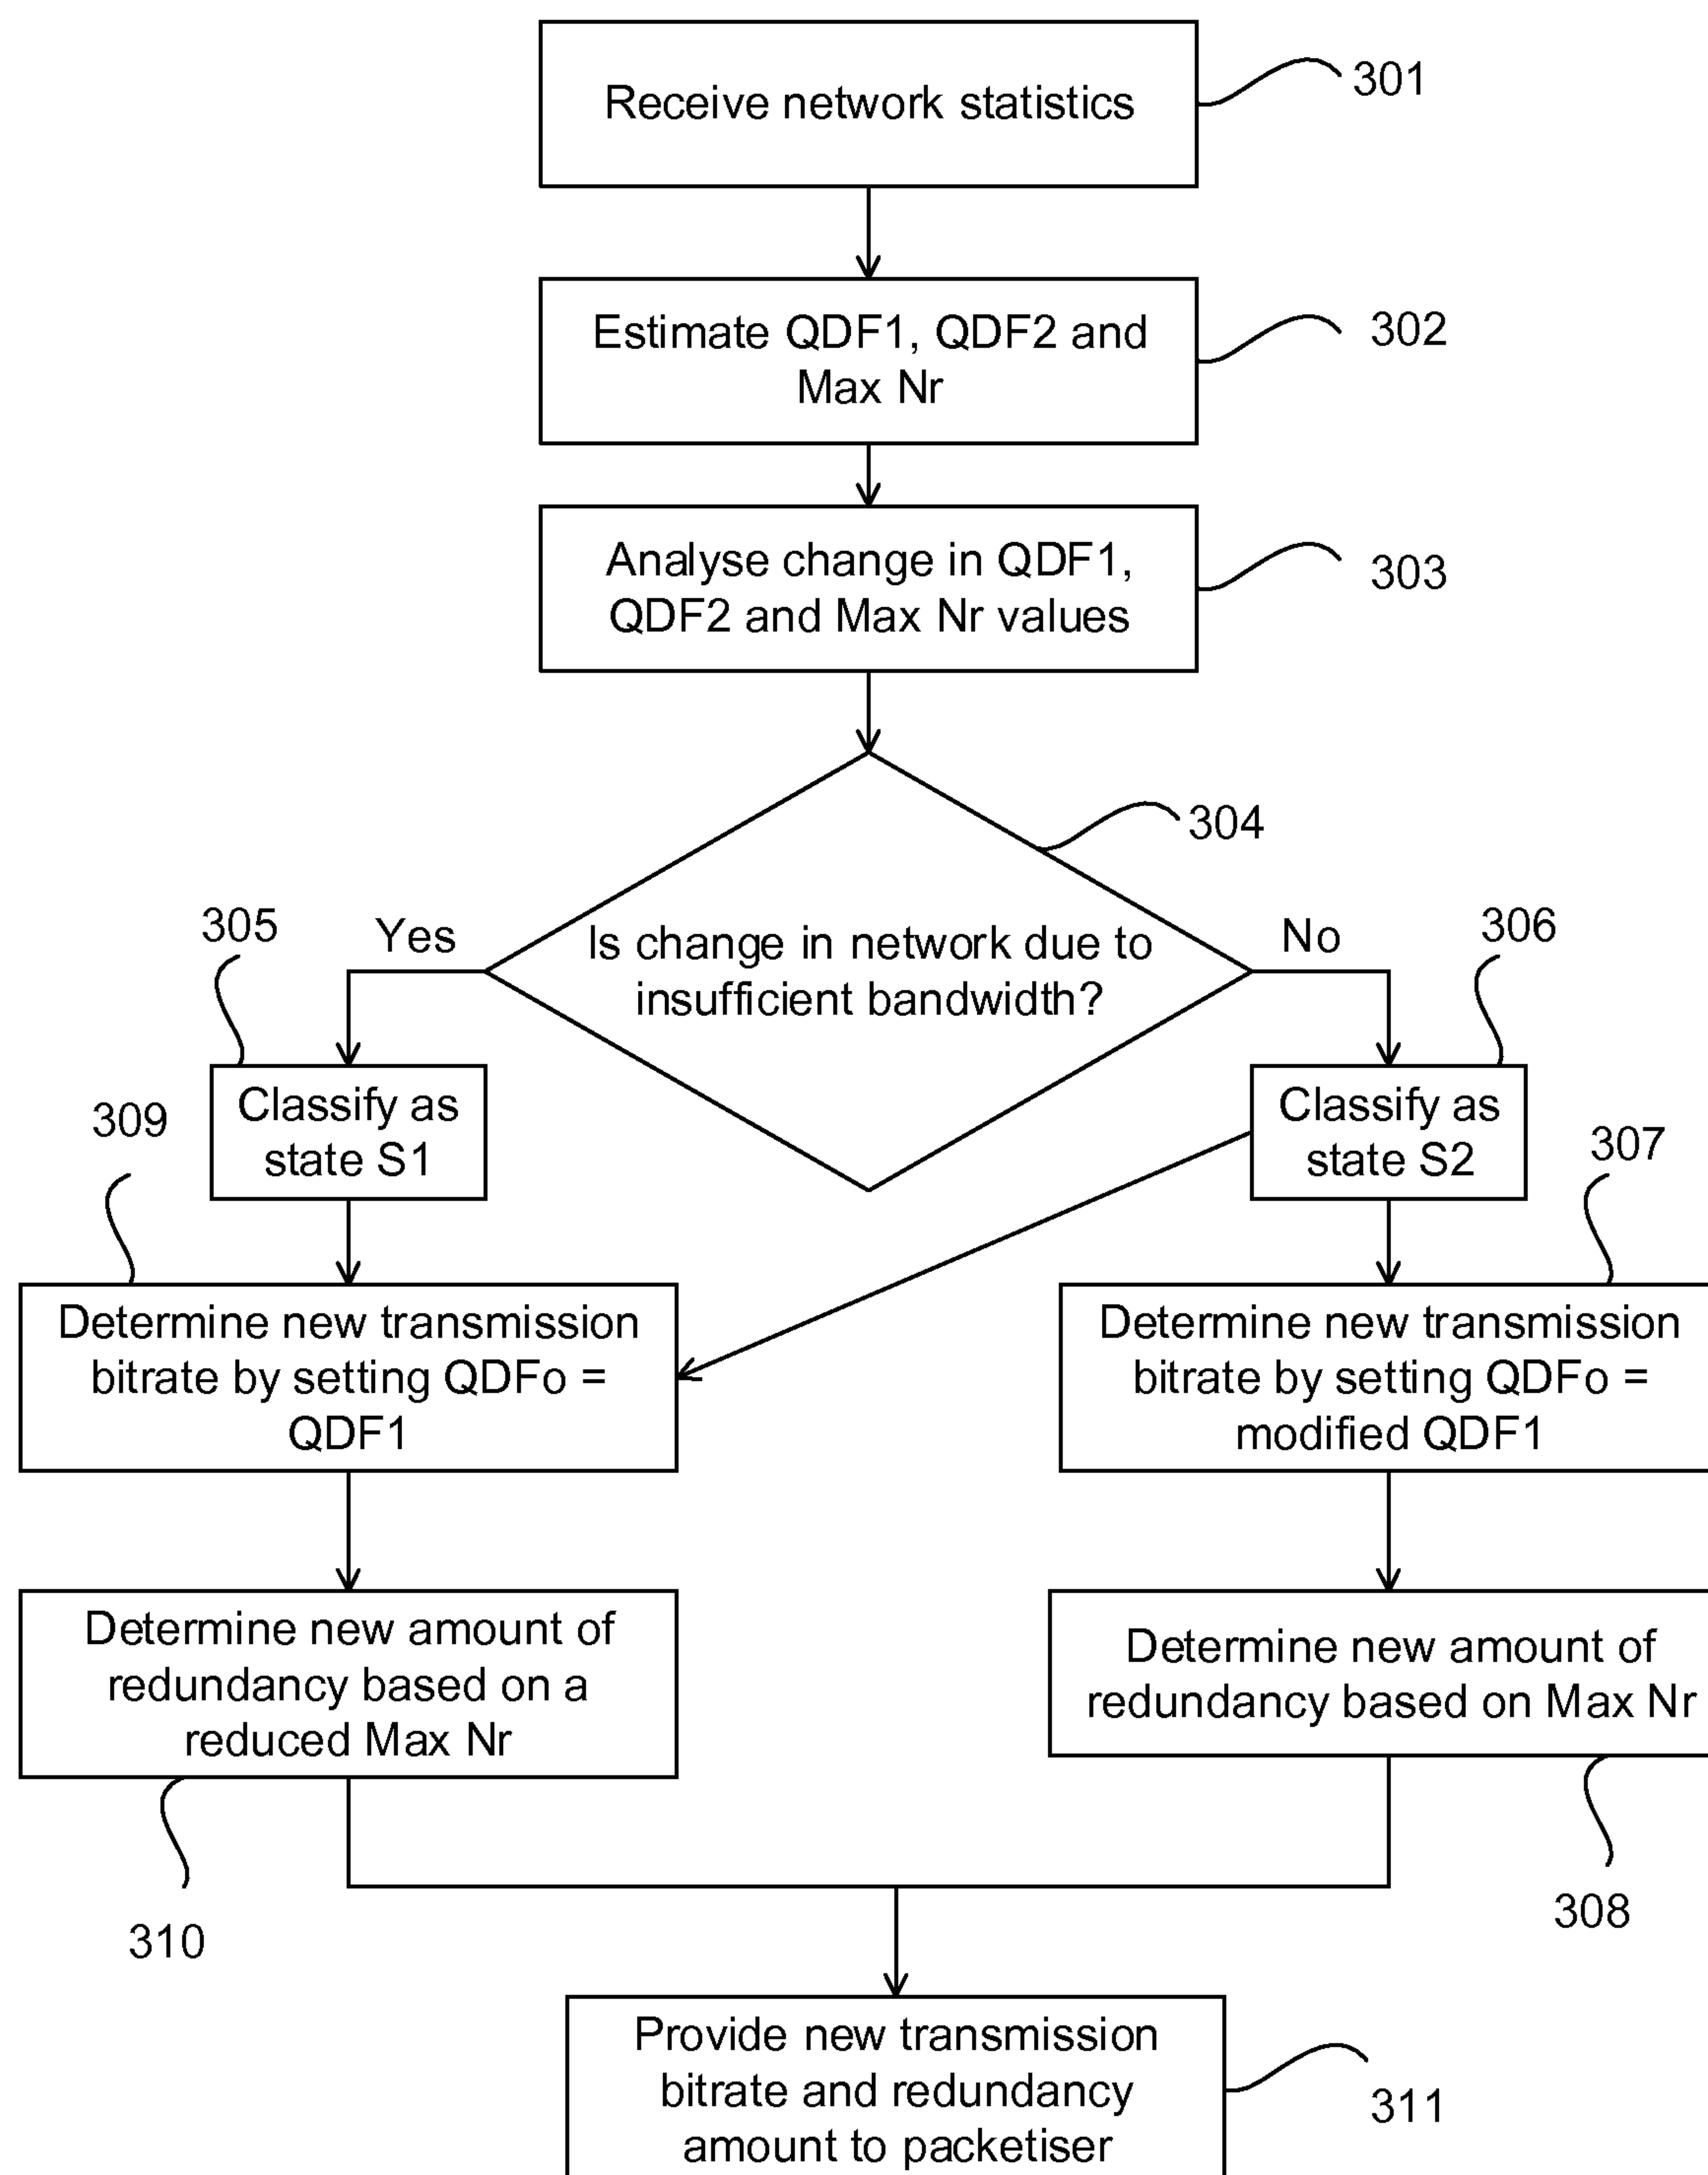 Receive network statistics
301
Estimate QDF1, QDF2 and
Max Nr
302
Analyse change in QDF1,
QDF2 and Max Nr values
303
304
Is change in network due to
insufficient bandwidth?
Yes
No
305
306
Classify as
state S1
Classify as
state S2
309
307
Determine new transmission
bitrate by setting QDFo =
QDF1
Determine new transmission
bitrate by setting QDFo =
modified QDF1
Determine new amount of
redundancy based on a
reduced Max Nr
Determine new amount of
redundancy based on Max Nr
310
308
Provide new transmission
bitrate and redundancy
amount to packetiser
311